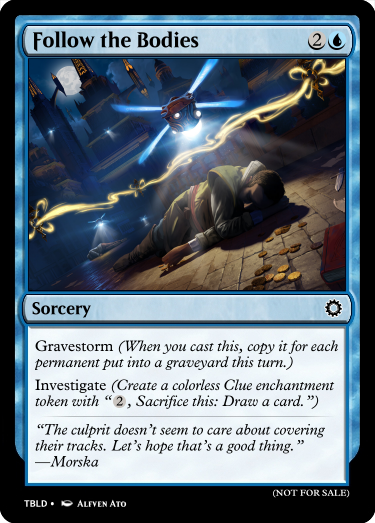 Follow the Bodies 2
Sorcery
Gravestorm (When you cast this, copy it for each
permanent put into a graveyard this turn.)
Investigate (Create a colorless Clue enchantment
token with “2, Sacrifice this: Draw a card.”)
“The culprit doesn't seem to care about covering
their tracks. Let's hope that's a good thing.”
—Morska
(NOT FOR SALE)
TBLD • Alfven Ato